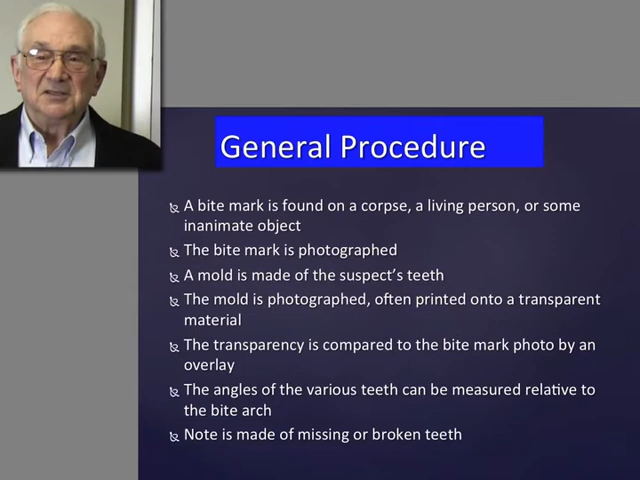 General Procedure
A bite mark is found on a corpse, a living person, or some
inanimate object
The bite mark is photographed
A mold is made of the suspect's teeth
The mold is photographed, often printed onto a transparent
material
The transparency is compared to the bite mark photo by an
overlay
The angles of the various teeth can be measured relative to
the bite arch
Note is made of missing or broken teeth